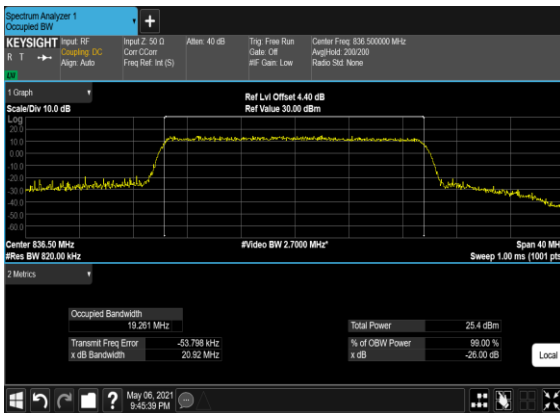 Spectrum Analyzer 1
Occupied BW
KEYSIGHT
R T
LV
Input: RF
Coupling: DC
Align: Auto
Input Z: 50 Ω
Corr CCorr
Freq Ref: Int (S)
Atten: 40 dB
Trig: Free Run
Gate: Off
#IF Gain: Low
Center Freq: 836.500000 MHz
Avg|Hold: 200/200
Radio Std: None
1 Graph
Scale/Div 10.0 dB
Ref Lvl Offset 4.40 dB
Ref Value 30.00 dBm
Log
20.0
10.0
0.00
-10.0
-20.0
-30.0
-40.0
-50.0
-60.0
Center 836.50 MHz
#Video BW 2.7000 MHz*
Span 40 MH
#Res BW 820.00 kHz
Sweep 1.00 ms (1001 pts
2 Metrics
Occupied Bandwidth
19.261 MHz
Total Power 25.4 dBm
Transmit Freq Error -53.798 kHz
% of OBW Power 99.00 %
x dB Bandwidth 20.92 MHz
x dB -26.00 dB
Local
May 06, 2021
9:45:39 PM